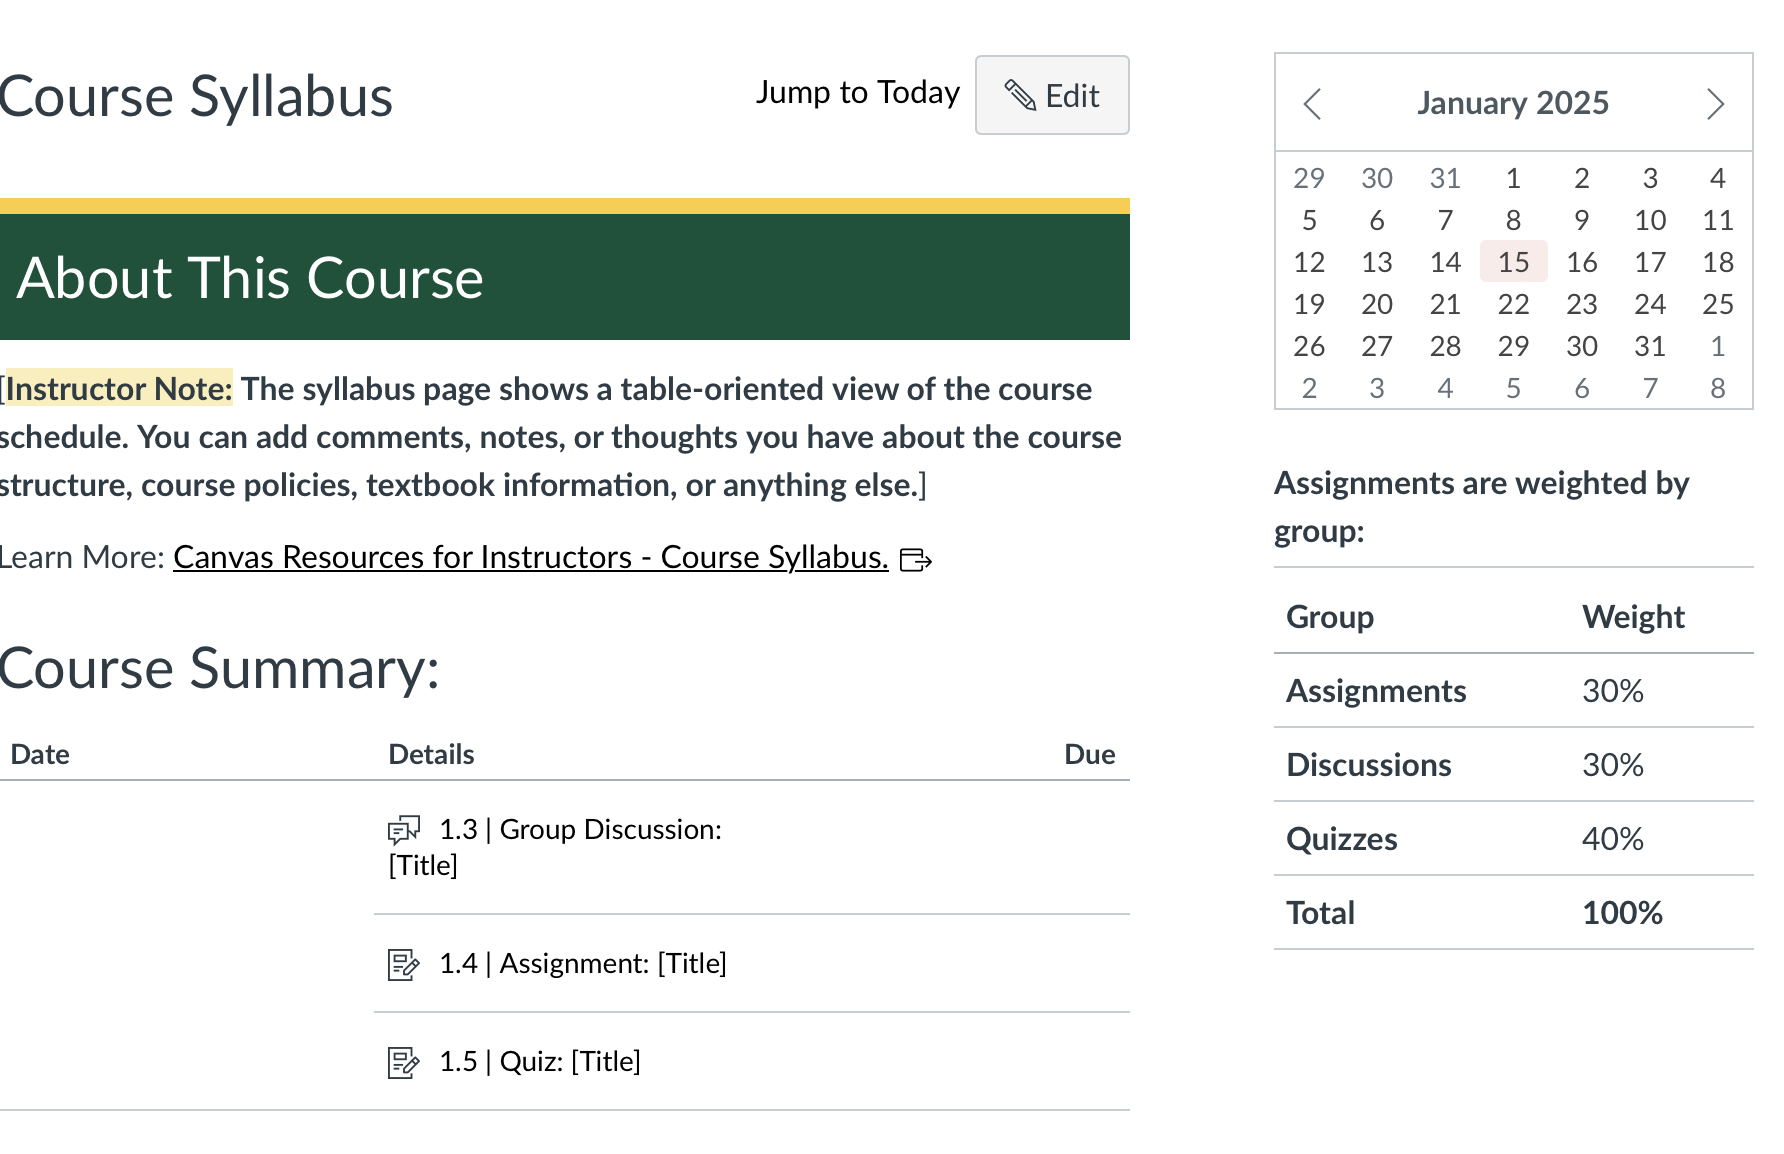 Course Syllabus
Jump to Today
Edit
About This Course
[Instructor Note: The syllabus page shows a table-oriented view of the course
schedule. You can add comments, notes, or thoughts you have about the course
structure, course policies, textbook information, or anything else.]
Learn More: Canvas Resources for Instructors - Course Syllabus.
Course Summary:
Date Details Due
1.3 | Group Discussion:
[Title]
1.4 | Assignment: [Title]
1.5 | Quiz: [Title]
January 2025
29 30 31 1 2 3 4
5 6 7 8 9 10 11
12 13 14 15 16 17 18
19 20 21 22 23 24 25
26 27 28 29 30 31 1
2 3 4 5 6 7 8
Assignments are weighted by
group:
Group Weight
Assignments 30%
Discussions 30%
Quizzes 40%
Total 100%